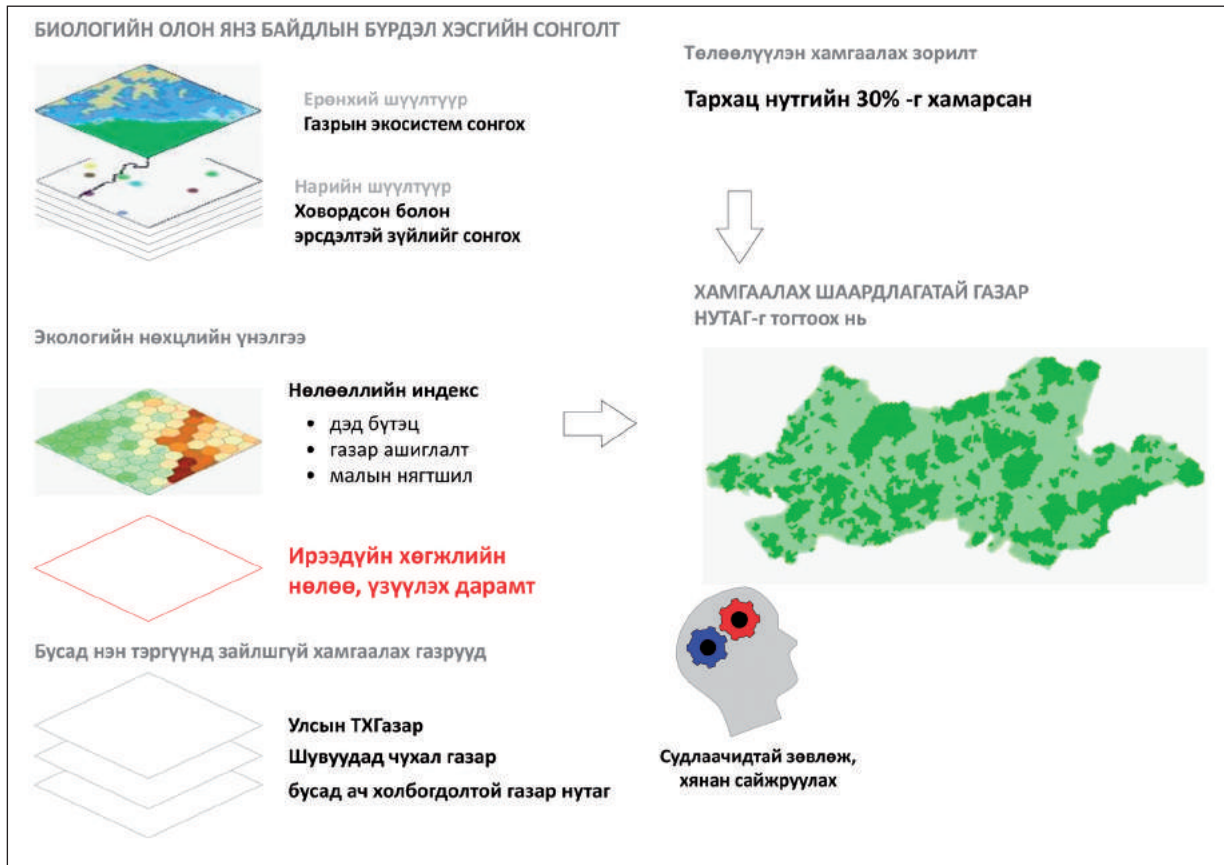 БИОЛОГИЙН ОЛОН ЯНЗ БАЙДЛЫН БҮРДЭЛ ХЭСГИЙН СОНГОЛТ
Ерөнхий шүүлтүүр
Газрын экосистем сонгох
Нарийн шүүлтүүр
Ховордсон болон
эрсдэлтэй зүйлийг сонгох
Экологийн нөхцлийн үнэлгээ
Нөлөөллийн индекс
• дэд бүтэц
• газар ашиглалт
• малын нягтшил
Ирээдүйн хөгжлийн
нөлөө, үзүүлэх дарамт
Бусад нэн тэргүүнд зайлшгүй хамгаалах газрууд
Улсын ТХГазар
Шувуудад чухал газар
бусад ач холбогдолтой газар нутаг
Төлөөлүүлэн хамгаалах зорилт
Тархац нутгийн 30% -г хамарсан
ХАМГААЛАХ ШААРДЛАГАТАЙ ГАЗАР
НУТАГ-г тогтоох нь
Судлаачидтай зөвлөж,
хянан сайжруулах